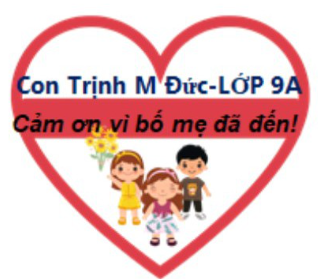 Con Trịnh M Đức-LỚP 9A
Cảm ơn vì bố mẹ đã đến!